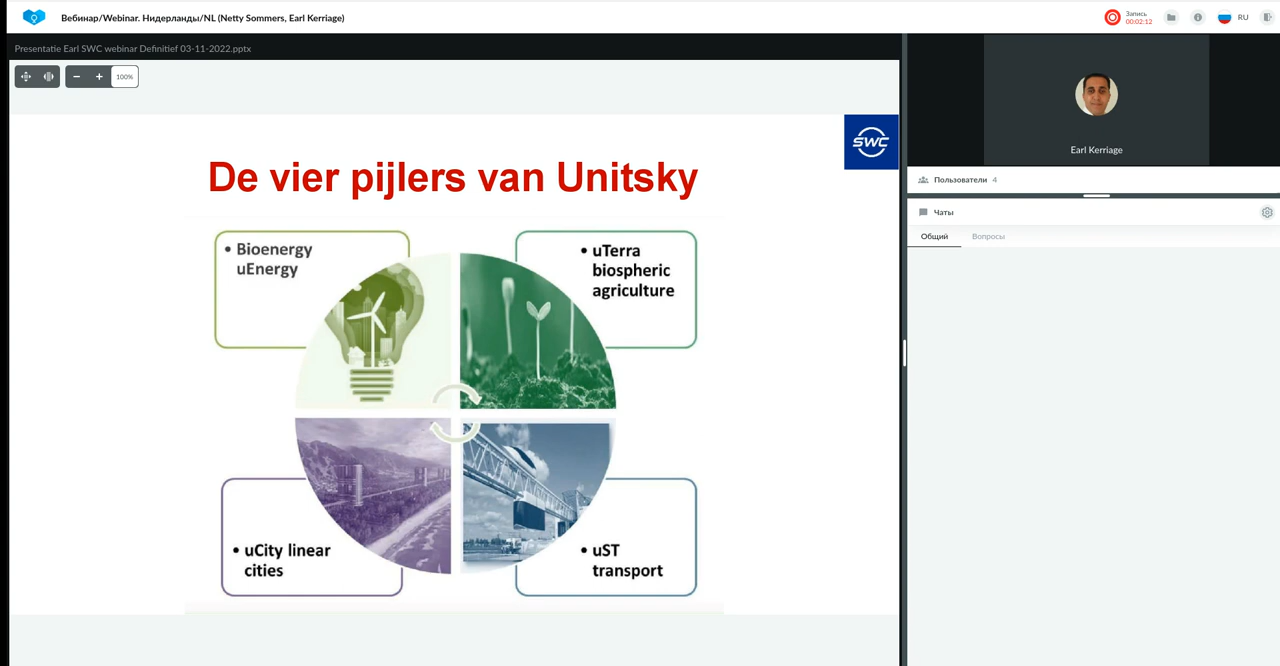 Вебинар/Webinar. Нидерланды/NL (Netty Sommers, Earl Kerriage)
Запись
00:02:12
RU
Presentatie Earl SWC webinar Definitief 03-11-2022.pptx
100%
SWC
De vier pijlers van Unitsky
• Bioenergy
uEnergy
• uTerra
biospheric
agriculture
• uCity linear
cities
• uST
transport
Earl Kerriage
Пользователи 4
Чаты
Общий
Вопросы